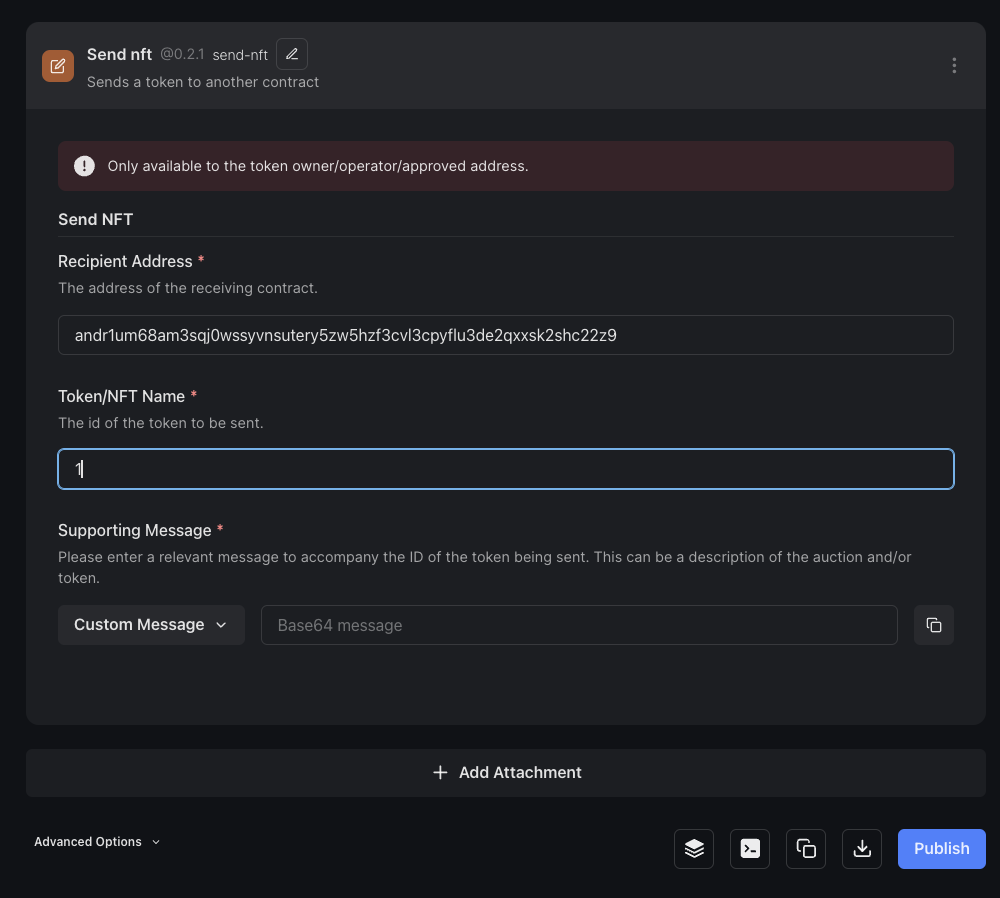 Send nft @0.2.1 send-nft
Sends a token to another contract
Only available to the token owner/operator/approved address.
Send NFT
Recipient Address *
The address of the receiving contract.
andr1um68am3sqj0wssyvnsutery5zw5hzf3cvl3cpyflu3de2qxxsk2shc22z9
Token/NFT Name *
The id of the token to be sent.
1
Supporting Message *
Please enter a relevant message to accompany the ID of the token being sent. This can be a description of the auction and/or
token.
Custom Message Base64 message
Add Attachment
Advanced Options Publish